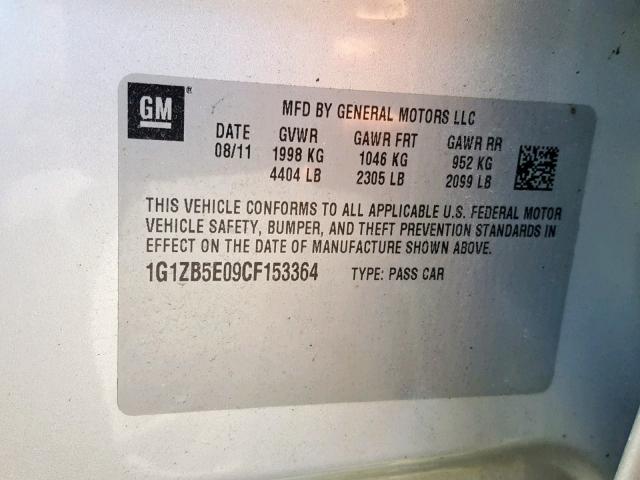 GM ®
MFD BY GENERAL MOTORS LLC
DATE GVWR GAWR FRT GAWR RR
08/11 1998 KG 1046 KG 952 KG
4404 LB 2305 LB 2099 LB
THIS VEHICLE CONFORMS TO ALL APPLICABLE U.S. FEDERAL MOTOR
VEHICLE SAFETY, BUMPER, AND THEFT PREVENTION STANDARDS IN
EFFECT ON THE DATE OF MANUFACTURE SHOWN ABOVE.
1G1ZB5E09CF153364 TYPE: PASS CAR